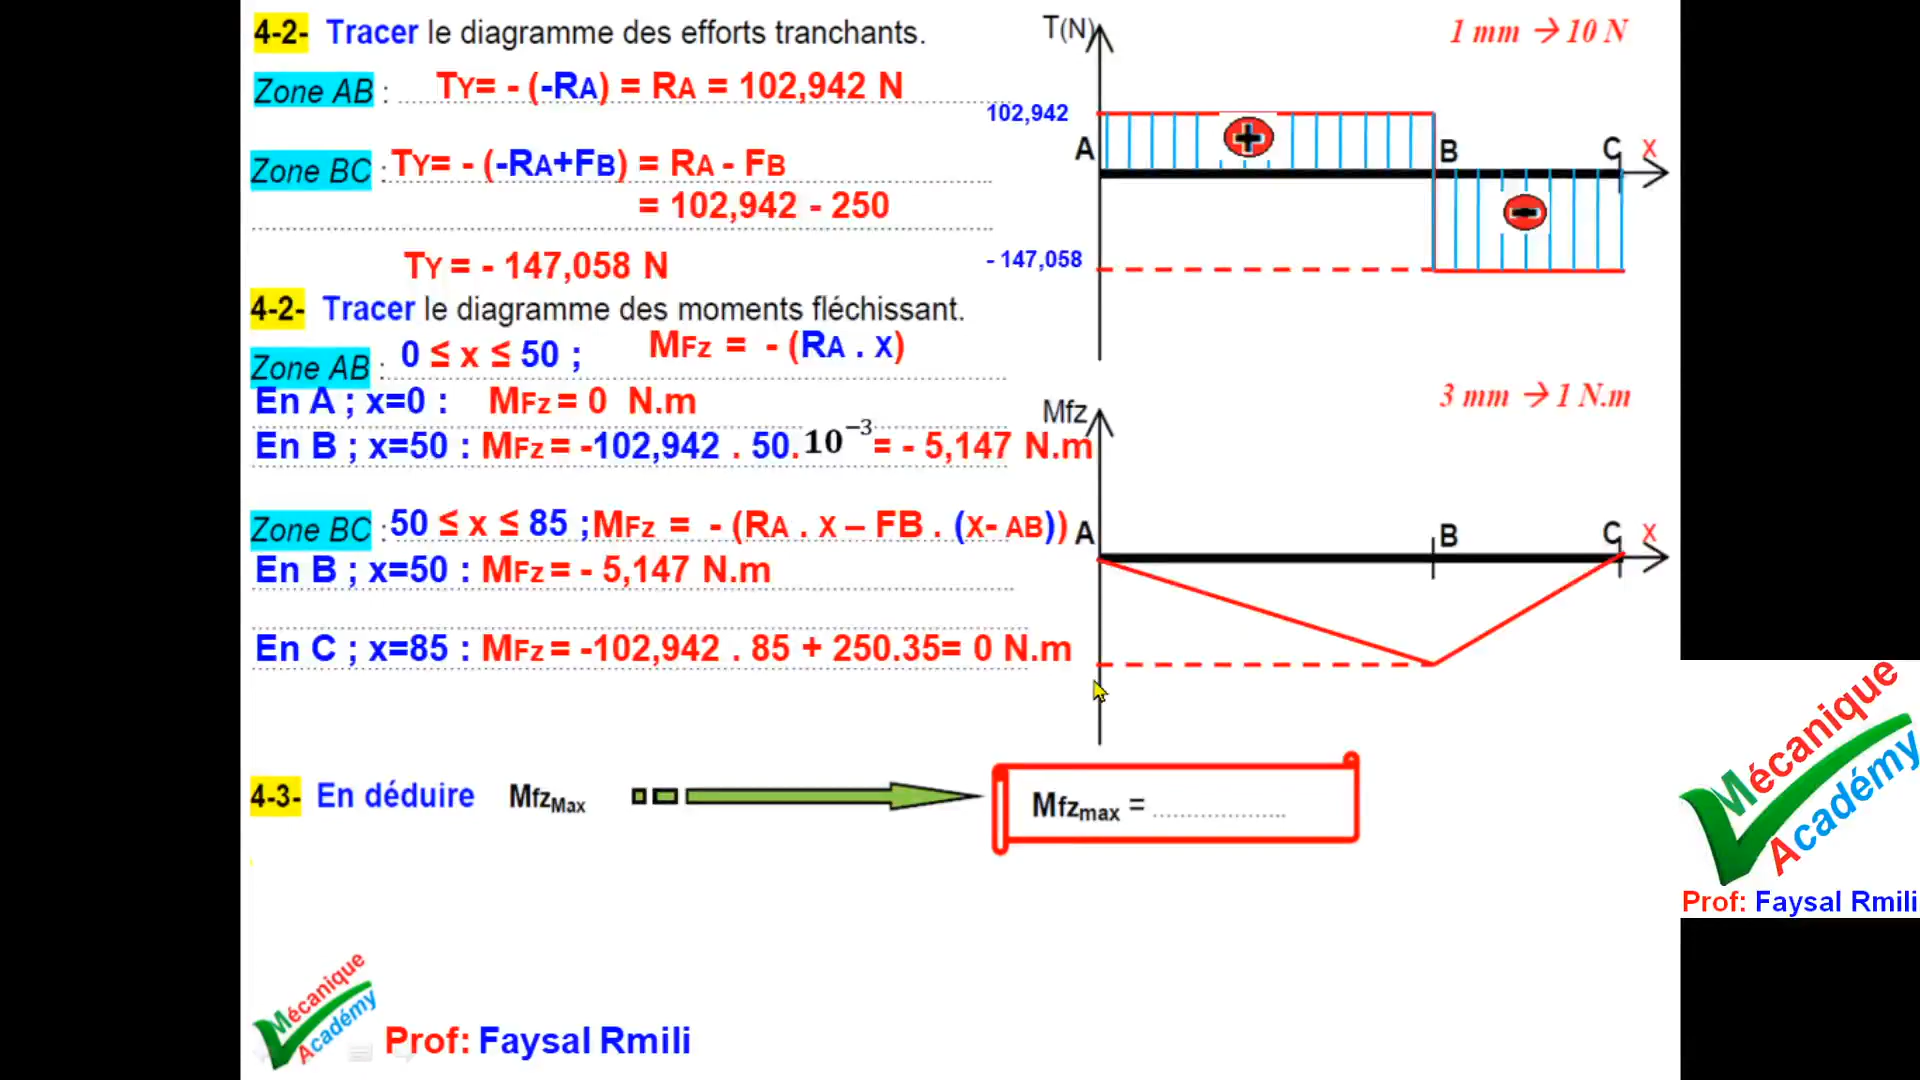 4-2- Tracer le diagramme des efforts tranchants.
Zone AB : TY= - (-RA) = RA = 102,942 N
Zone BC : TY= - (-RA+FB) = RA - FB
= 102,942 - 250
TY = - 147,058 N
T(N)
1 mm → 10 N
102,942
A
B
C
X
- 147,058
4-2- Tracer le diagramme des moments fléchissant.
Zone AB : 0 ≤ x ≤ 50 ; MFz = - (RA . x)
En A ; x=0 : MFz = 0 N.m
En B ; x=50 : MFz = -102,942 . 50.10⁻³ = - 5,147 N.m
Zone BC : 50 ≤ x ≤ 85 ; MFz = - (RA . x – FB . (x- AB))
En B ; x=50 : MFz = - 5,147 N.m
En C ; x=85 : MFz = -102,942 . 85 + 250.35= 0 N.m
Mfz
3 mm → 1 N.m
A
B
C
X
4-3- En déduire MfzMax
Mfzmax = ....................
Mécanique
Académy
Prof: Faysal Rmili
Mécanique
Académy
Prof: Faysal Rmili